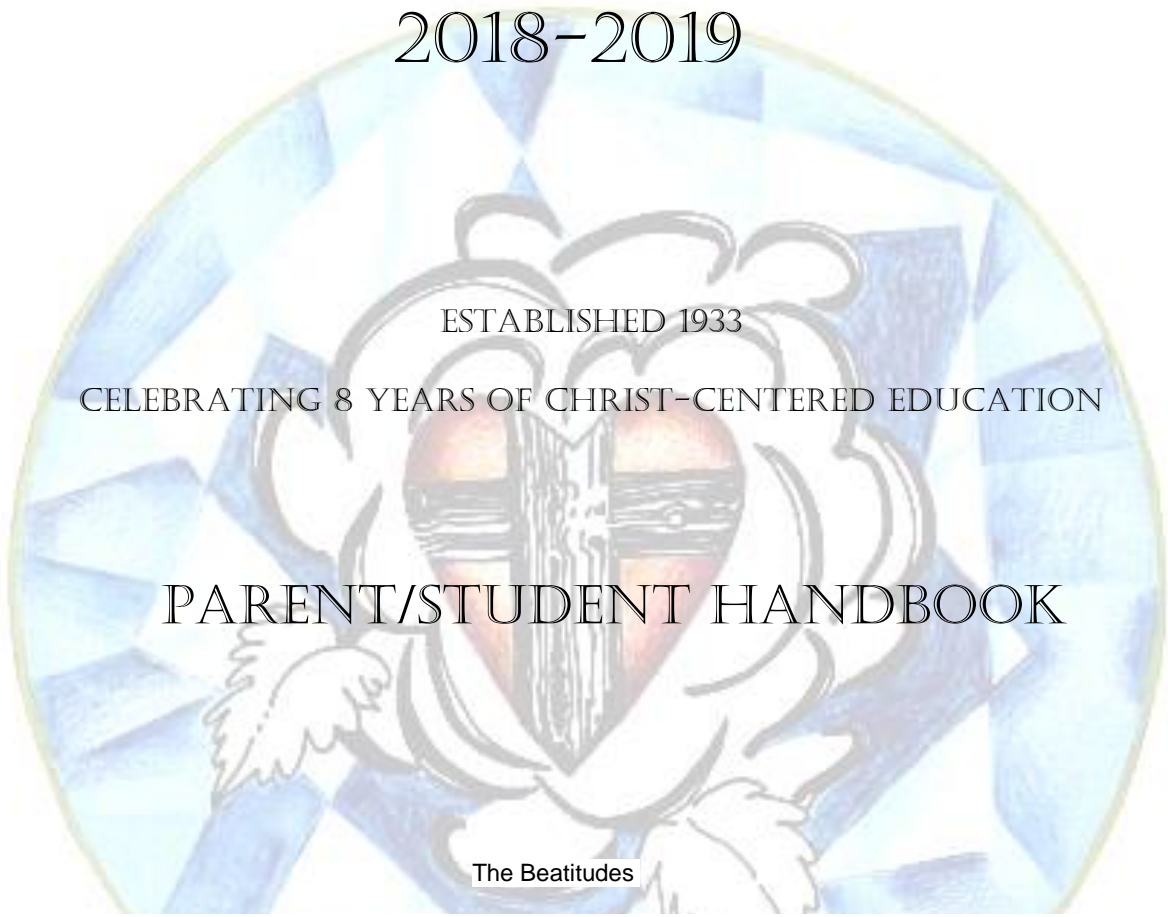 2018-2019
ESTABLISHED 1933
CELEBRATING 8 YEARS OF CHRIST-CENTERED EDUCATION
PARENT/STUDENT HANDBOOK
The Beatitudes